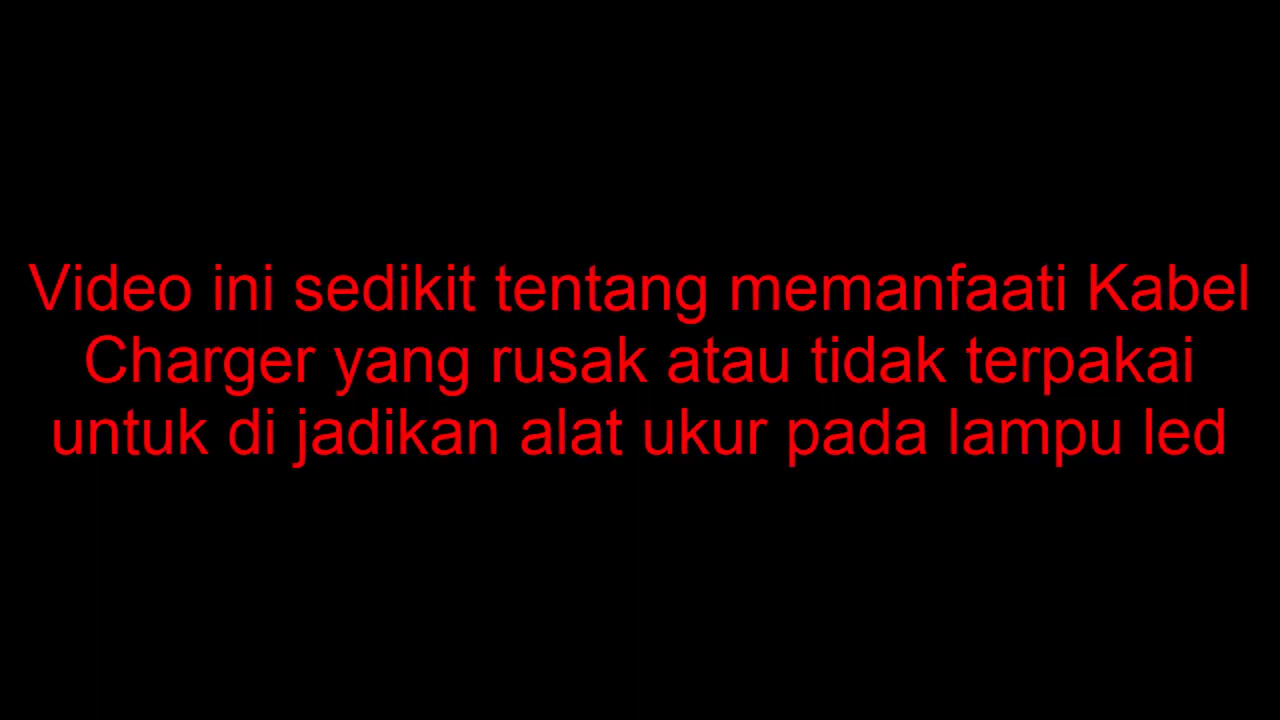 Video ini sedikit tentang memanfaati Kabel
Charger yang rusak atau tidak terpakai
untuk di jadikan alat ukur pada lampu led